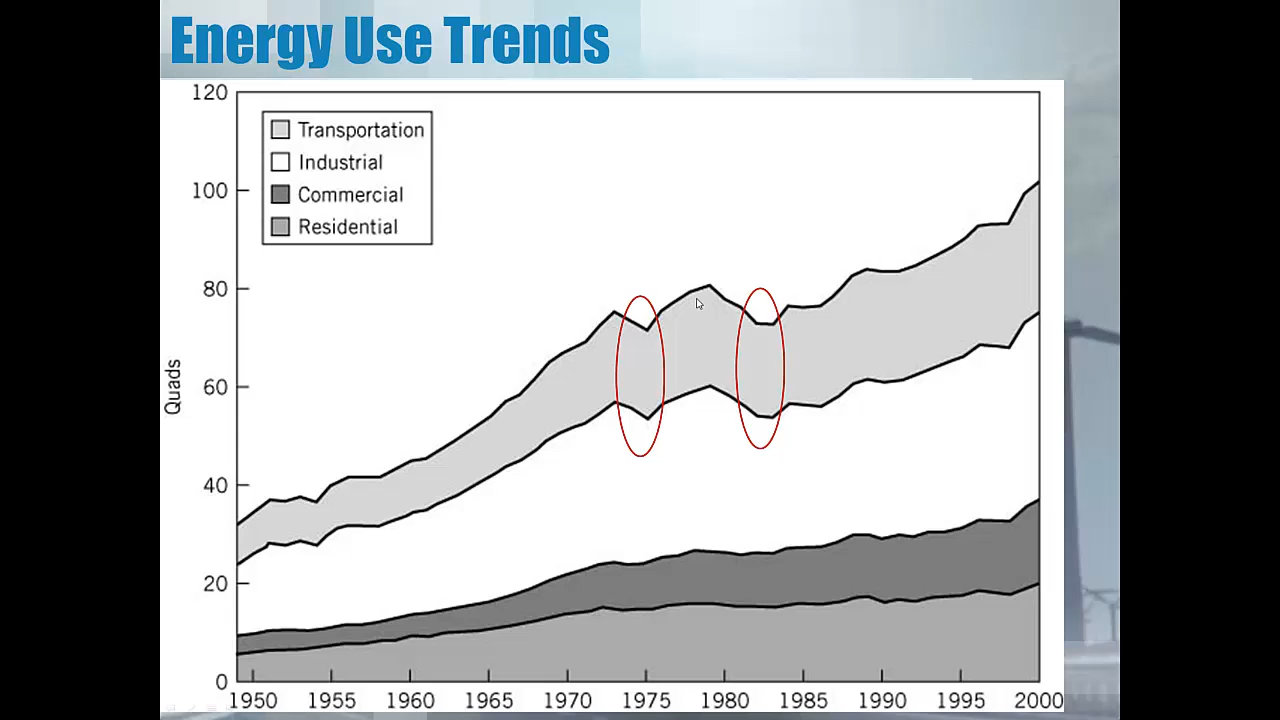 Energy Use Trends
120
100
80
60
40
20
0
Quads
Transportation
Industrial
Commercial
Residential
1950 1955 1960 1965 1970 1975 1980 1985 1990 1995 2000